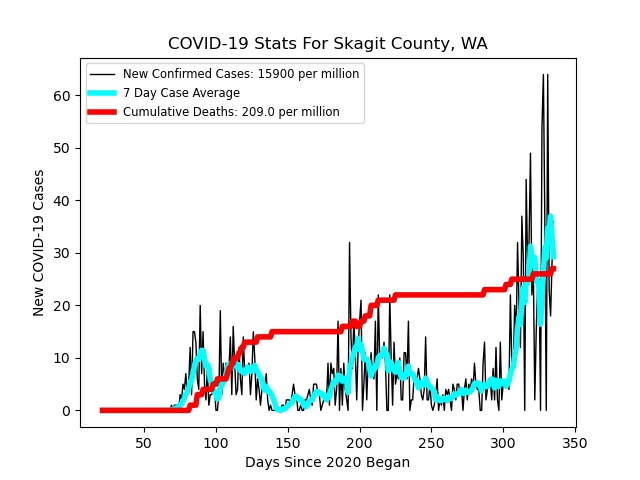 COVID-19 Stats For Skagit County, WA
New Confirmed Cases: 15900 per million
7 Day Case Average
Cumulative Deaths: 209.0 per million
New COVID-19 Cases
60
50
40
30
20
10
0
50 100 150 200 250 300 350
Days Since 2020 Began